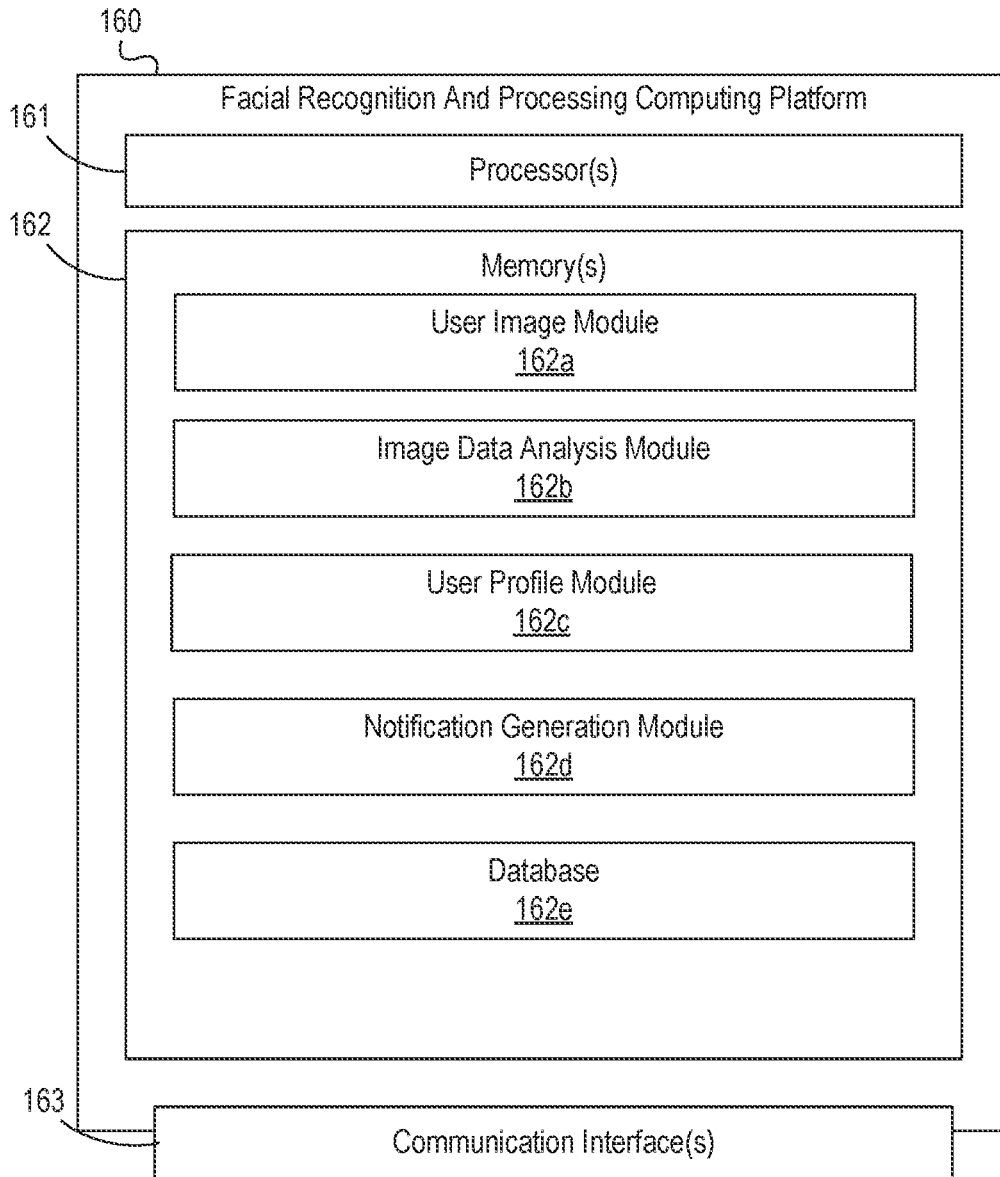 160
Facial Recognition And Processing Computing Platform
161
Processor(s)
162
Memory(s)
User Image Module
162a
Image Data Analysis Module
162b
User Profile Module
162c
Notification Generation Module
162d
Database
162e
163
Communication Interface(s)